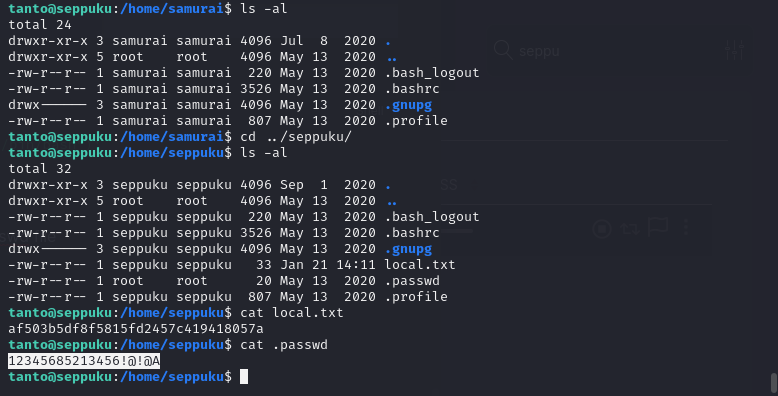 tanto@seppuku:/home/samurai$ ls -al
total 24
drwxr-xr-x 3 samurai samurai 4096 Jul  8  2020 .
drwxr-xr-x 5 root    root    4096 May 13  2020 ..
-rw-r--r-- 1 samurai samurai  220 May 13  2020 .bash_logout
-rw-r--r-- 1 samurai samurai 3526 May 13  2020 .bashrc
drwx------ 3 samurai samurai 4096 May 13  2020 .gnupg
-rw-r--r-- 1 samurai samurai  807 May 13  2020 .profile
tanto@seppuku:/home/samurai$ cd ../seppuku/
tanto@seppuku:/home/seppuku$ ls -al
total 32
drwxr-xr-x 3 seppuku seppuku 4096 Sep  1  2020 .
drwxr-xr-x 5 root    root    4096 May 13  2020 ..
-rw-r--r-- 1 seppuku seppuku  220 May 13  2020 .bash_logout
-rw-r--r-- 1 seppuku seppuku 3526 May 13  2020 .bashrc
drwx------ 3 seppuku seppuku 4096 May 13  2020 .gnupg
-rw-r--r-- 1 seppuku seppuku   33 Jan 21 14:11 local.txt
-rw-r--r-- 1 root    root      20 May 13  2020 .passwd
-rw-r--r-- 1 seppuku seppuku  807 May 13  2020 .profile
tanto@seppuku:/home/seppuku$ cat local.txt
af503b5df8f5815fd2457c419418057a
tanto@seppuku:/home/seppuku$ cat .passwd
12345685213456!@!@A
tanto@seppuku:/home/seppuku$
seppu